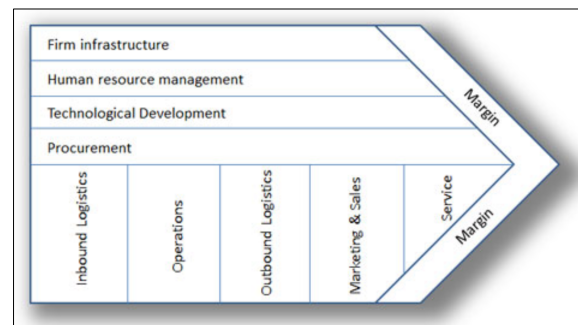 Firm infrastructure
Human resource management
Technological Development
Procurement
Inbound Logistics
Operations
Outbound Logistics
Marketing & Sales
Service
Margin
Margin